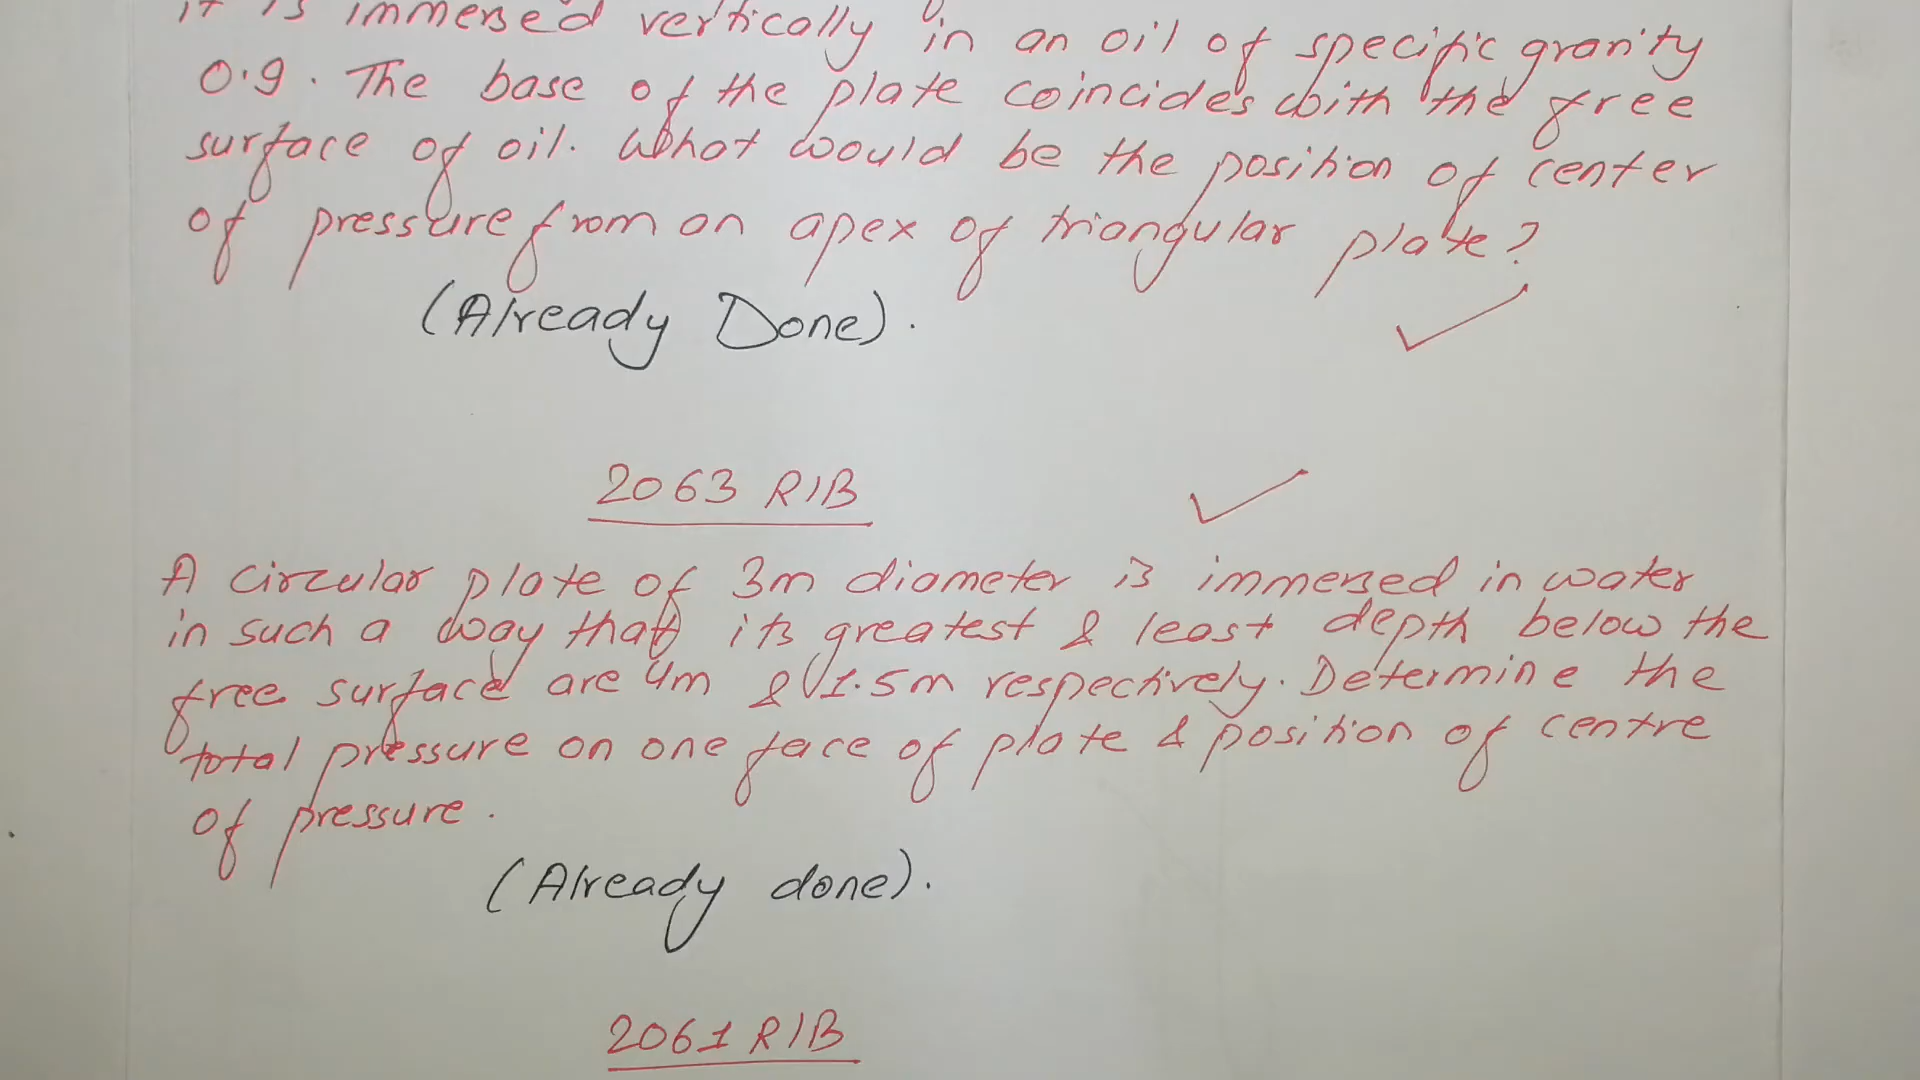 it is immersed vertically in an oil of specific gravity
0.9. The base of the plate coincides with the free
surface of oil. What would be the position of center
of pressure from an apex of triangular plate?
(Already Done).
2063 R/B
A circular plate of 3m diameter is immersed in water
in such a way that its greatest & least depth below the
free surface are 4m & 1.5m respectively. Determine the
total pressure on one face of plate & position of centre
of pressure.
(Already done).
2061 R/B